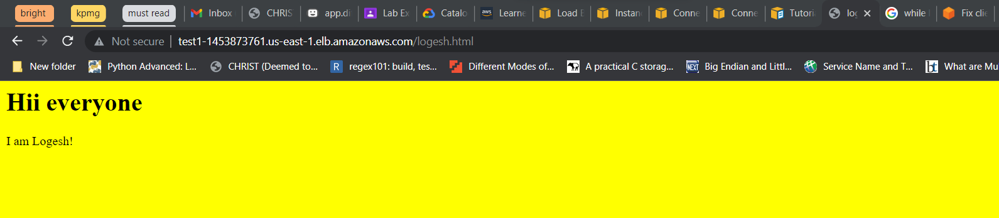 bright kpmg must read Inbox CHRIS app.di Lab Ex Catalo Learne Load Instan Conne Conne Tutori log while Fix clie
Not secure test1-1453873761.us-east-1.elb.amazonaws.com/logesh.html
New folder Python Advanced: L... CHRIST (Deemed to... R regex101: build, tes... Different Modes of... A practical C storag... NEXT Big Endian and Littl... Service Name and T... bt What are Mu
Hii everyone
I am Logesh!